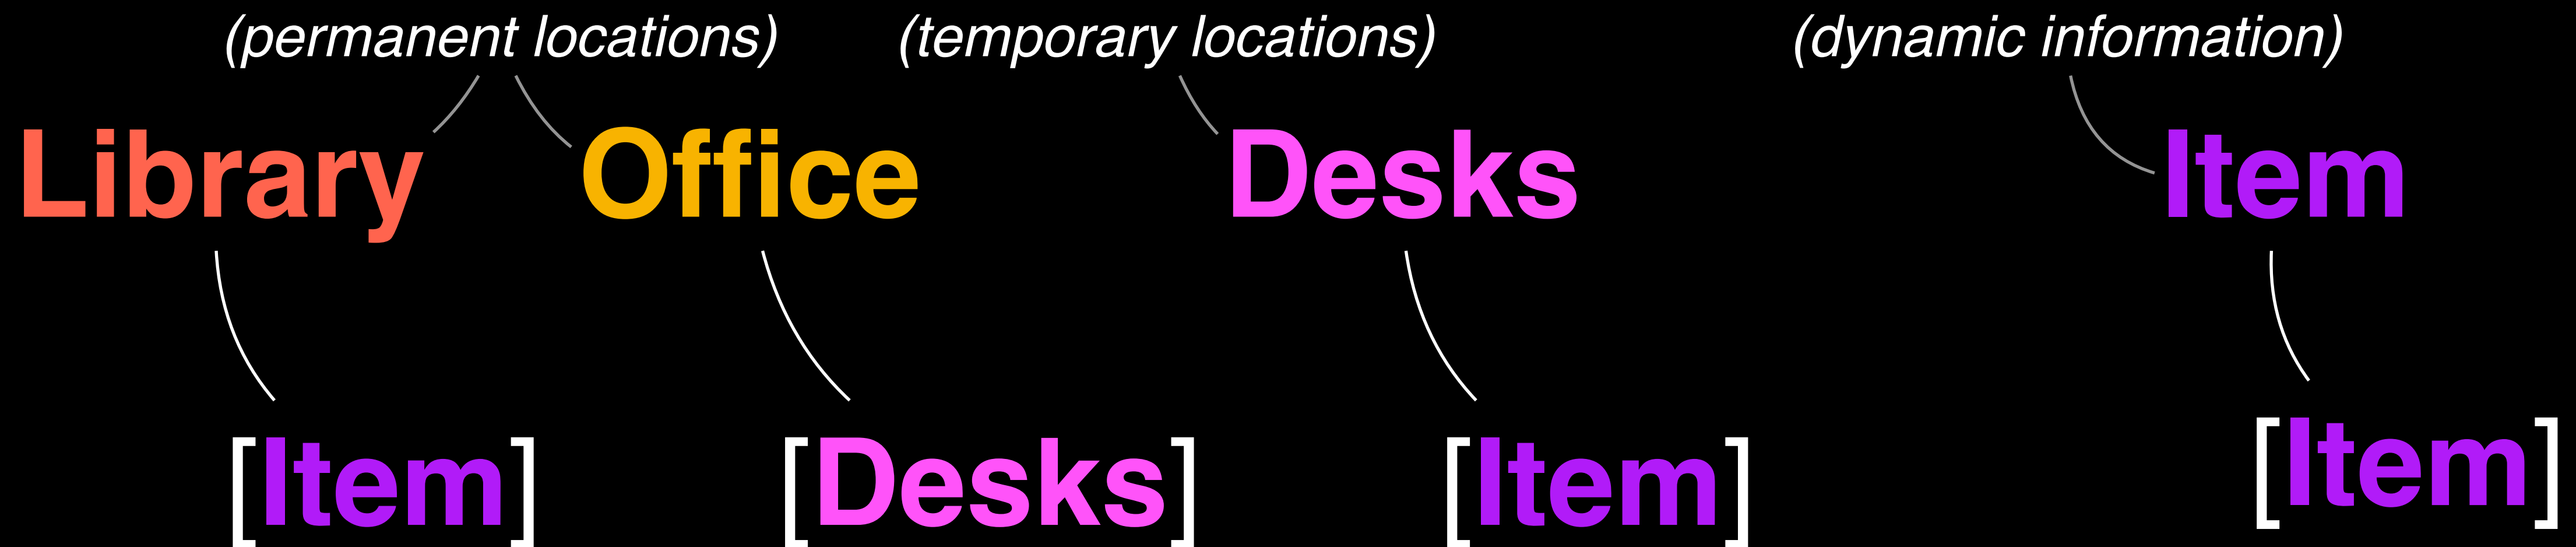 (permanent locations) (temporary locations) (dynamic information)
Library Office Desks Item
[Item] [Desks] [Item] [Item]